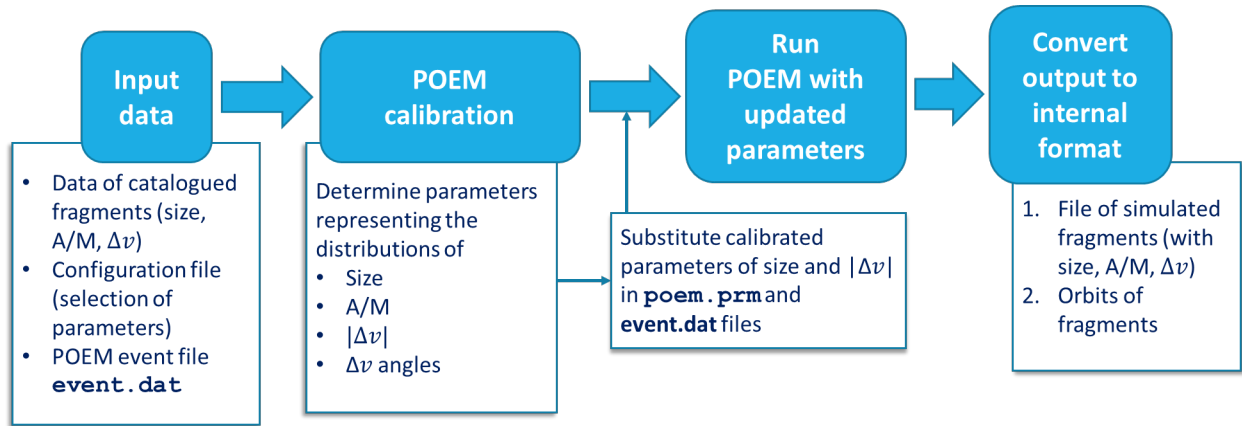 Input
data
• Data of catalogued
fragments (size,
A/M, Δ𝑣)
• Configuration file
(selection of
parameters)
• POEM event file
event.dat
POEM
calibration
Determine parameters
representing the
distributions of
• Size
• A/M
• |Δ𝑣|
• Δ𝑣 angles
Substitute calibrated
parameters of size and |Δ𝑣|
in poem.prm and
event.dat files
Run
POEM with
updated
parameters
Convert
output to
internal
format
1. File of simulated
fragments (with
size, A/M, Δ𝑣)
2. Orbits of
fragments